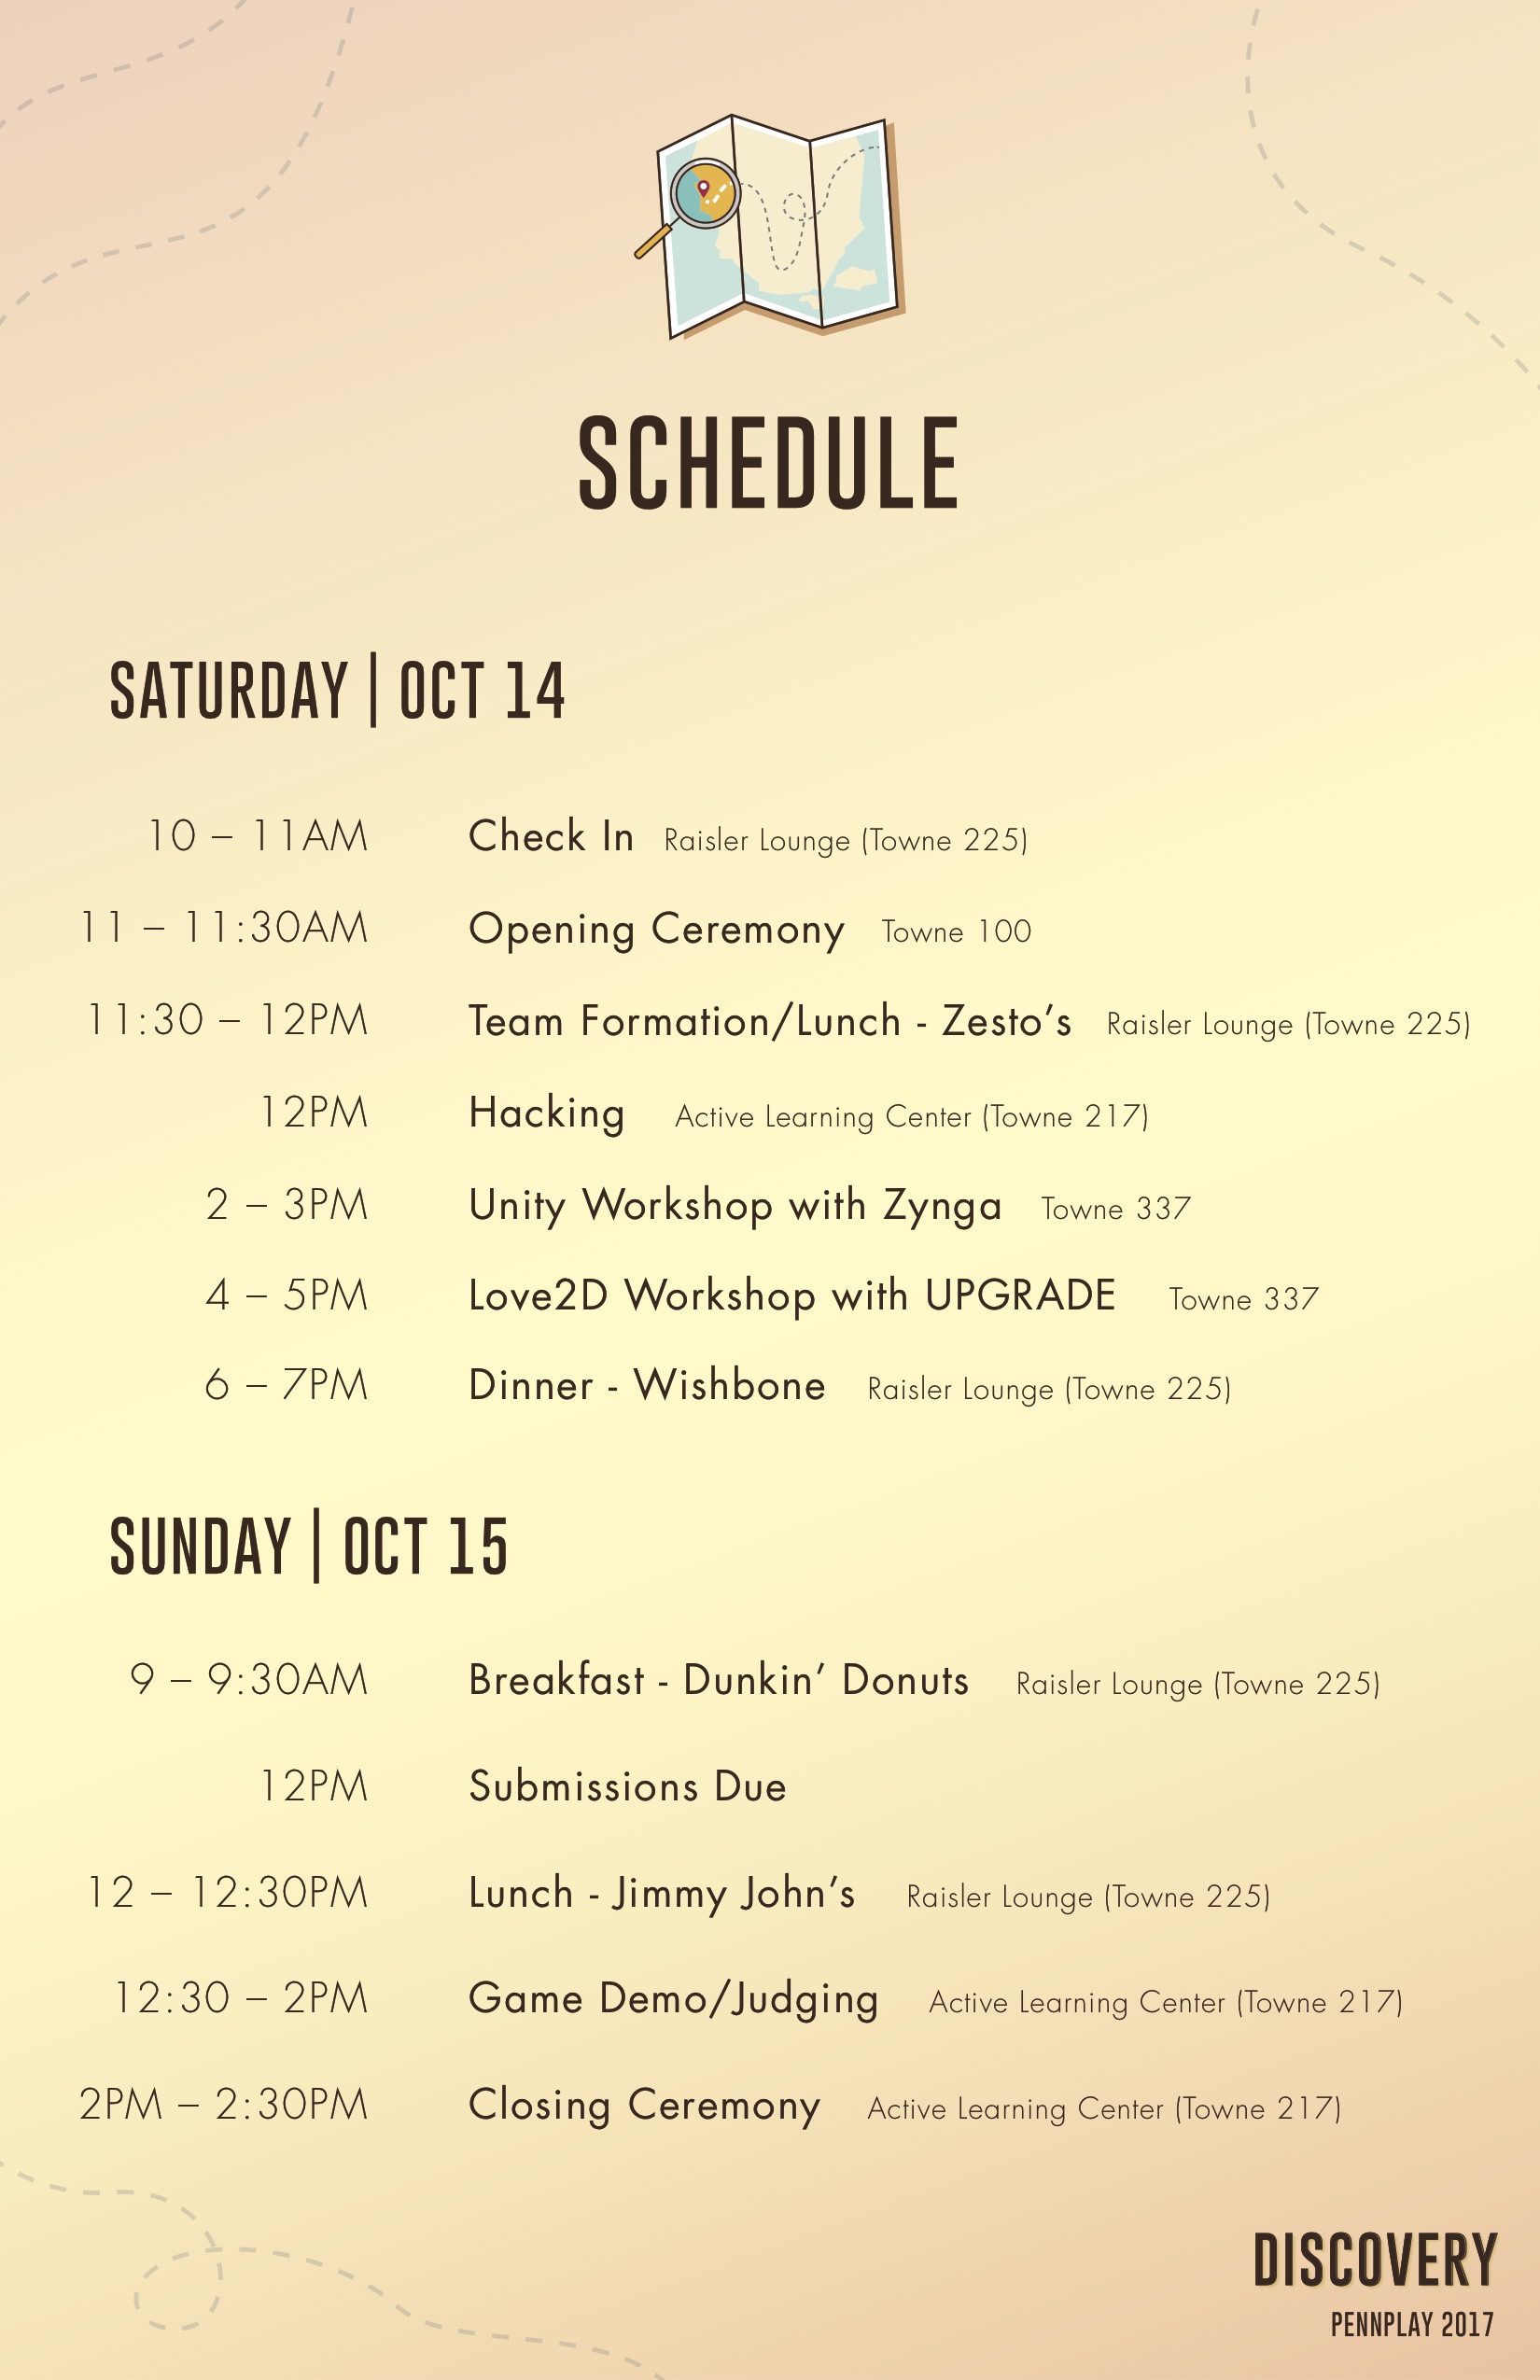 SCHEDULE
SATURDAY | OCT 14
10 – 11AM Check In Raisler Lounge (Towne 225)
11 – 11:30AM Opening Ceremony Towne 100
11:30 – 12PM Team Formation/Lunch - Zesto’s Raisler Lounge (Towne 225)
12PM Hacking Active Learning Center (Towne 217)
2 – 3PM Unity Workshop with Zynga Towne 337
4 – 5PM Love2D Workshop with UPGRADE Towne 337
6 – 7PM Dinner - Wishbone Raisler Lounge (Towne 225)
SUNDAY | OCT 15
9 – 9:30AM Breakfast - Dunkin’ Donuts Raisler Lounge (Towne 225)
12PM Submissions Due
12 – 12:30PM Lunch - Jimmy John’s Raisler Lounge (Towne 225)
12:30 – 2PM Game Demo/Judging Active Learning Center (Towne 217)
2PM – 2:30PM Closing Ceremony Active Learning Center (Towne 217)
DISCOVERY
PENNPLAY 2017